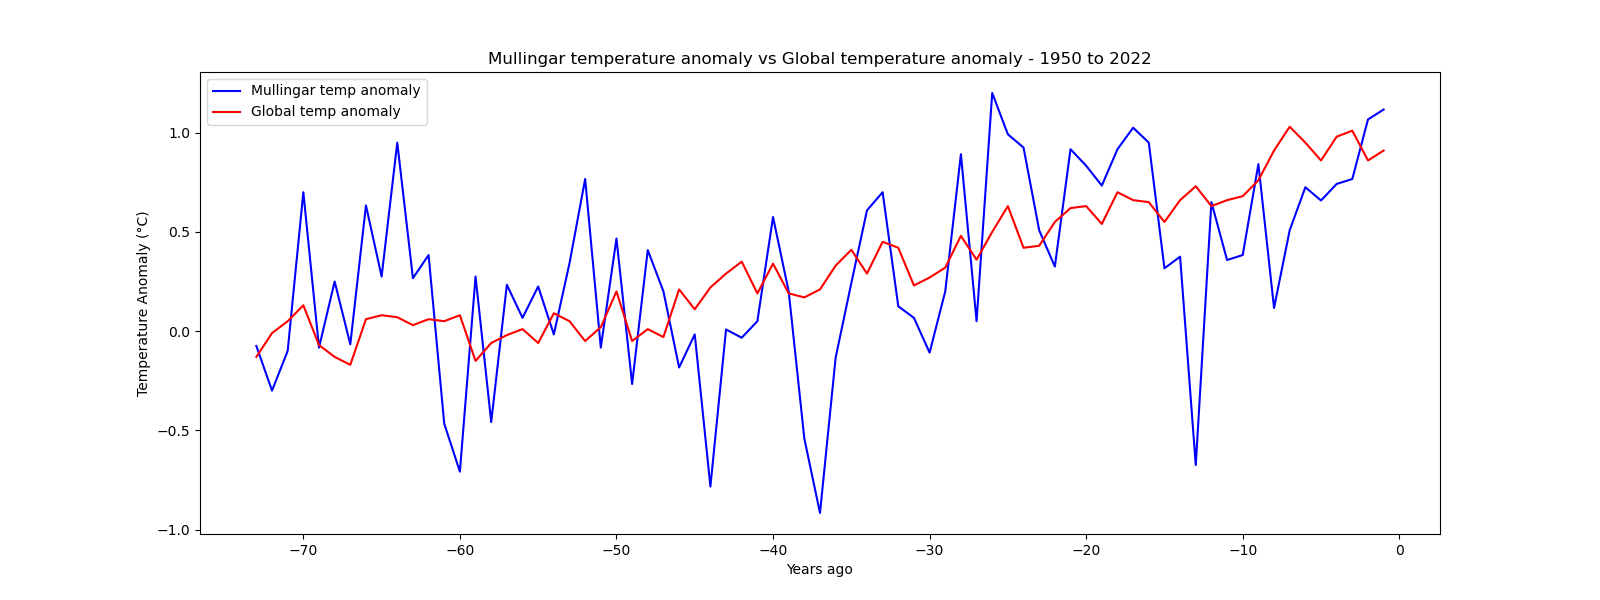 Mullingar temperature anomaly vs Global temperature anomaly - 1950 to 2022
Mullingar temp anomaly
Global temp anomaly
Temperature Anomaly (°C)
1.0
0.5
0.0
−0.5
−1.0
−70 −60 −50 −40 −30 −20 −10 0
Years ago